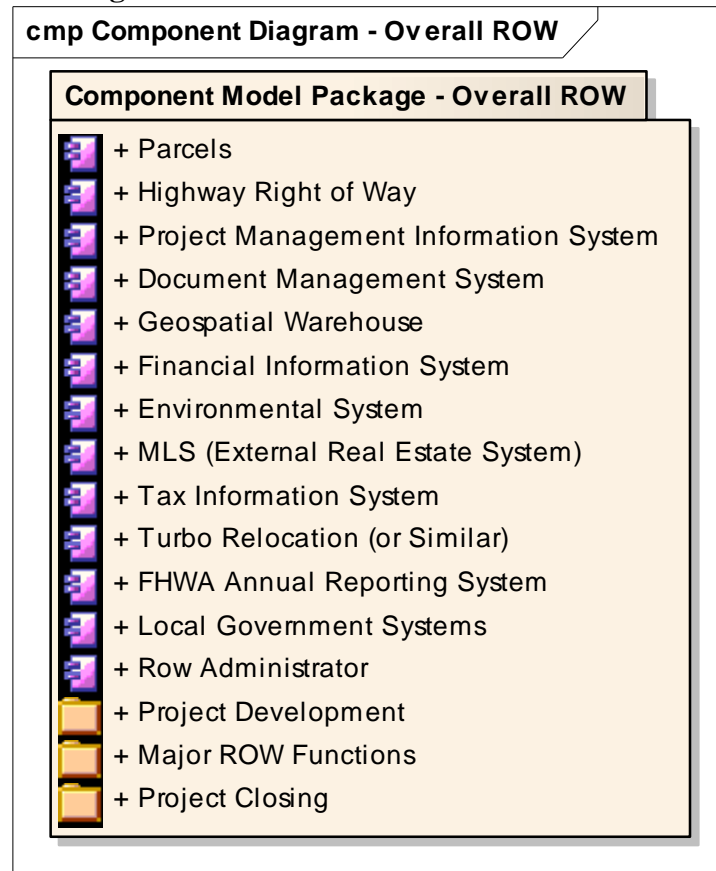 cmp Component Diagram - Overall ROW
Component Model Package - Overall ROW
+ Parcels
+ Highway Right of Way
+ Project Management Information System
+ Document Management System
+ Geospatial Warehouse
+ Financial Information System
+ Environmental System
+ MLS (External Real Estate System)
+ Tax Information System
+ Turbo Relocation (or Similar)
+ FHWA Annual Reporting System
+ Local Government Systems
+ Row Administrator
+ Project Development
+ Major ROW Functions
+ Project Closing